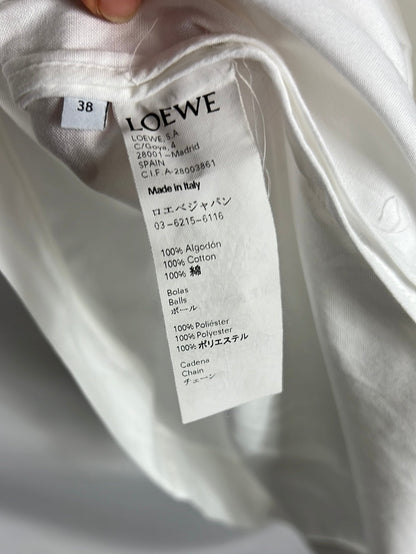 38
LOEWE
LOEWE, S.A
C/Goya, 4
28001-Madrid
SPAIN
C.I.F. A-28003861
Made in Italy
ロエベジャパン
03-6215-6116
100% Algodón
100% Cotton
100% 綿
Bolas
Balls
ボール
100% Poliéster
100% Polyester
100% ポリエステル
Cadena
Chain
チェーン